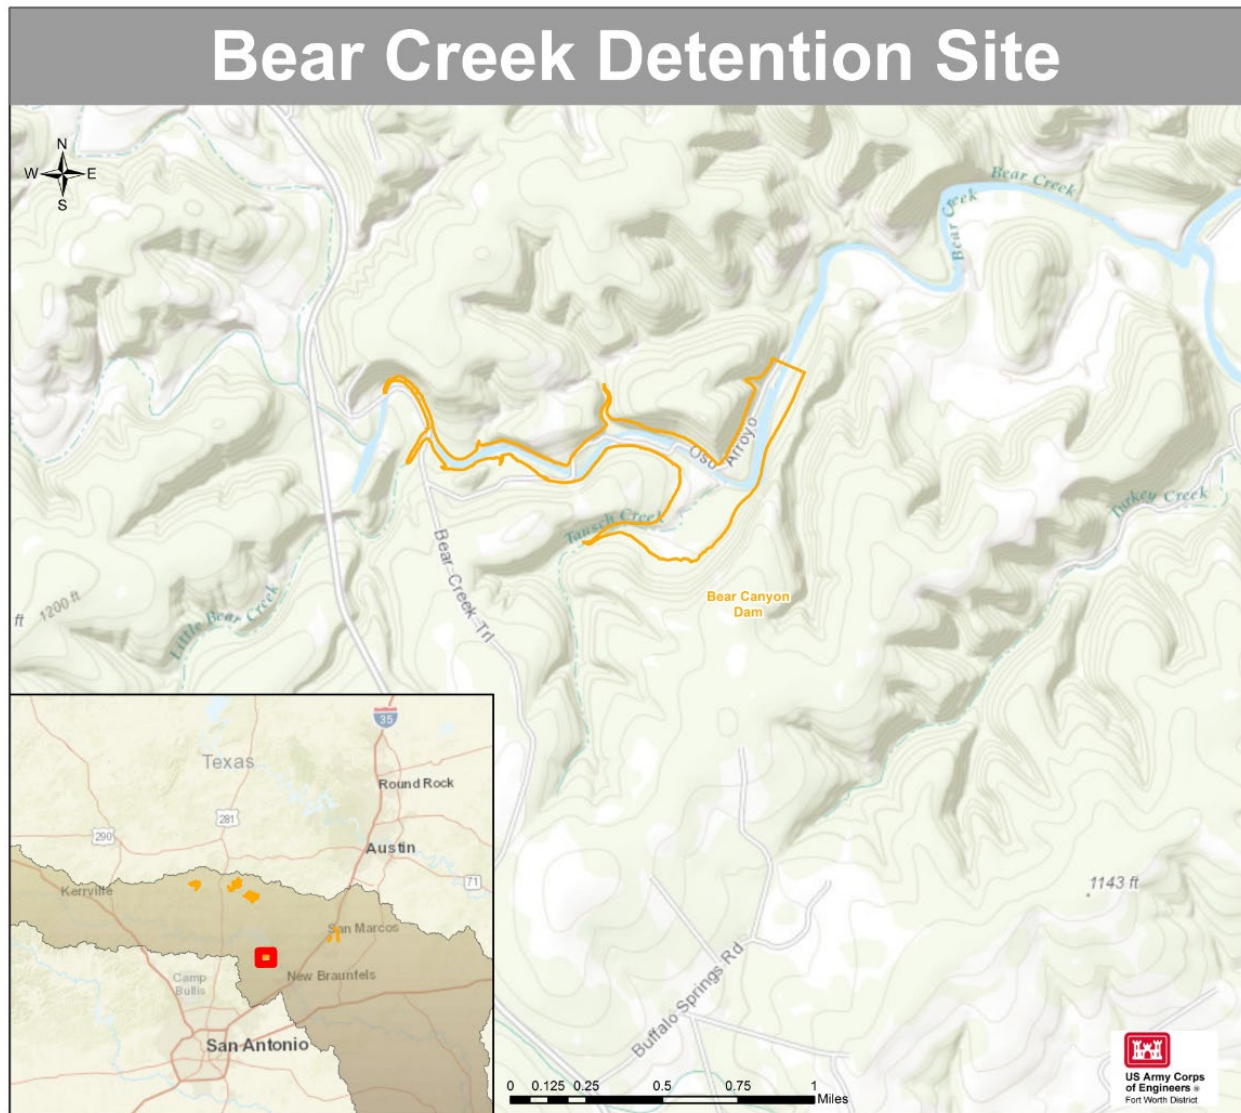 Bear Creek Detention Site
N
W
E
S
Bear Creek
Bear Creek
Oso Arroyo
Tausch Creek
Turkey Creek
Bear Creek Trl
Bear Canyon
Dam
ft
1200 ft
Little Bear Creek
35
Texas
Round Rock
281
290
Austin
71
Kerrville
San Marcos
Camp
Bullis
New Braunfels
San Antonio
1143 ft
Buffalo Springs Rd
0 0.125 0.25 0.5 0.75 1
Miles
US Army Corps
of Engineers ®
Fort Worth District